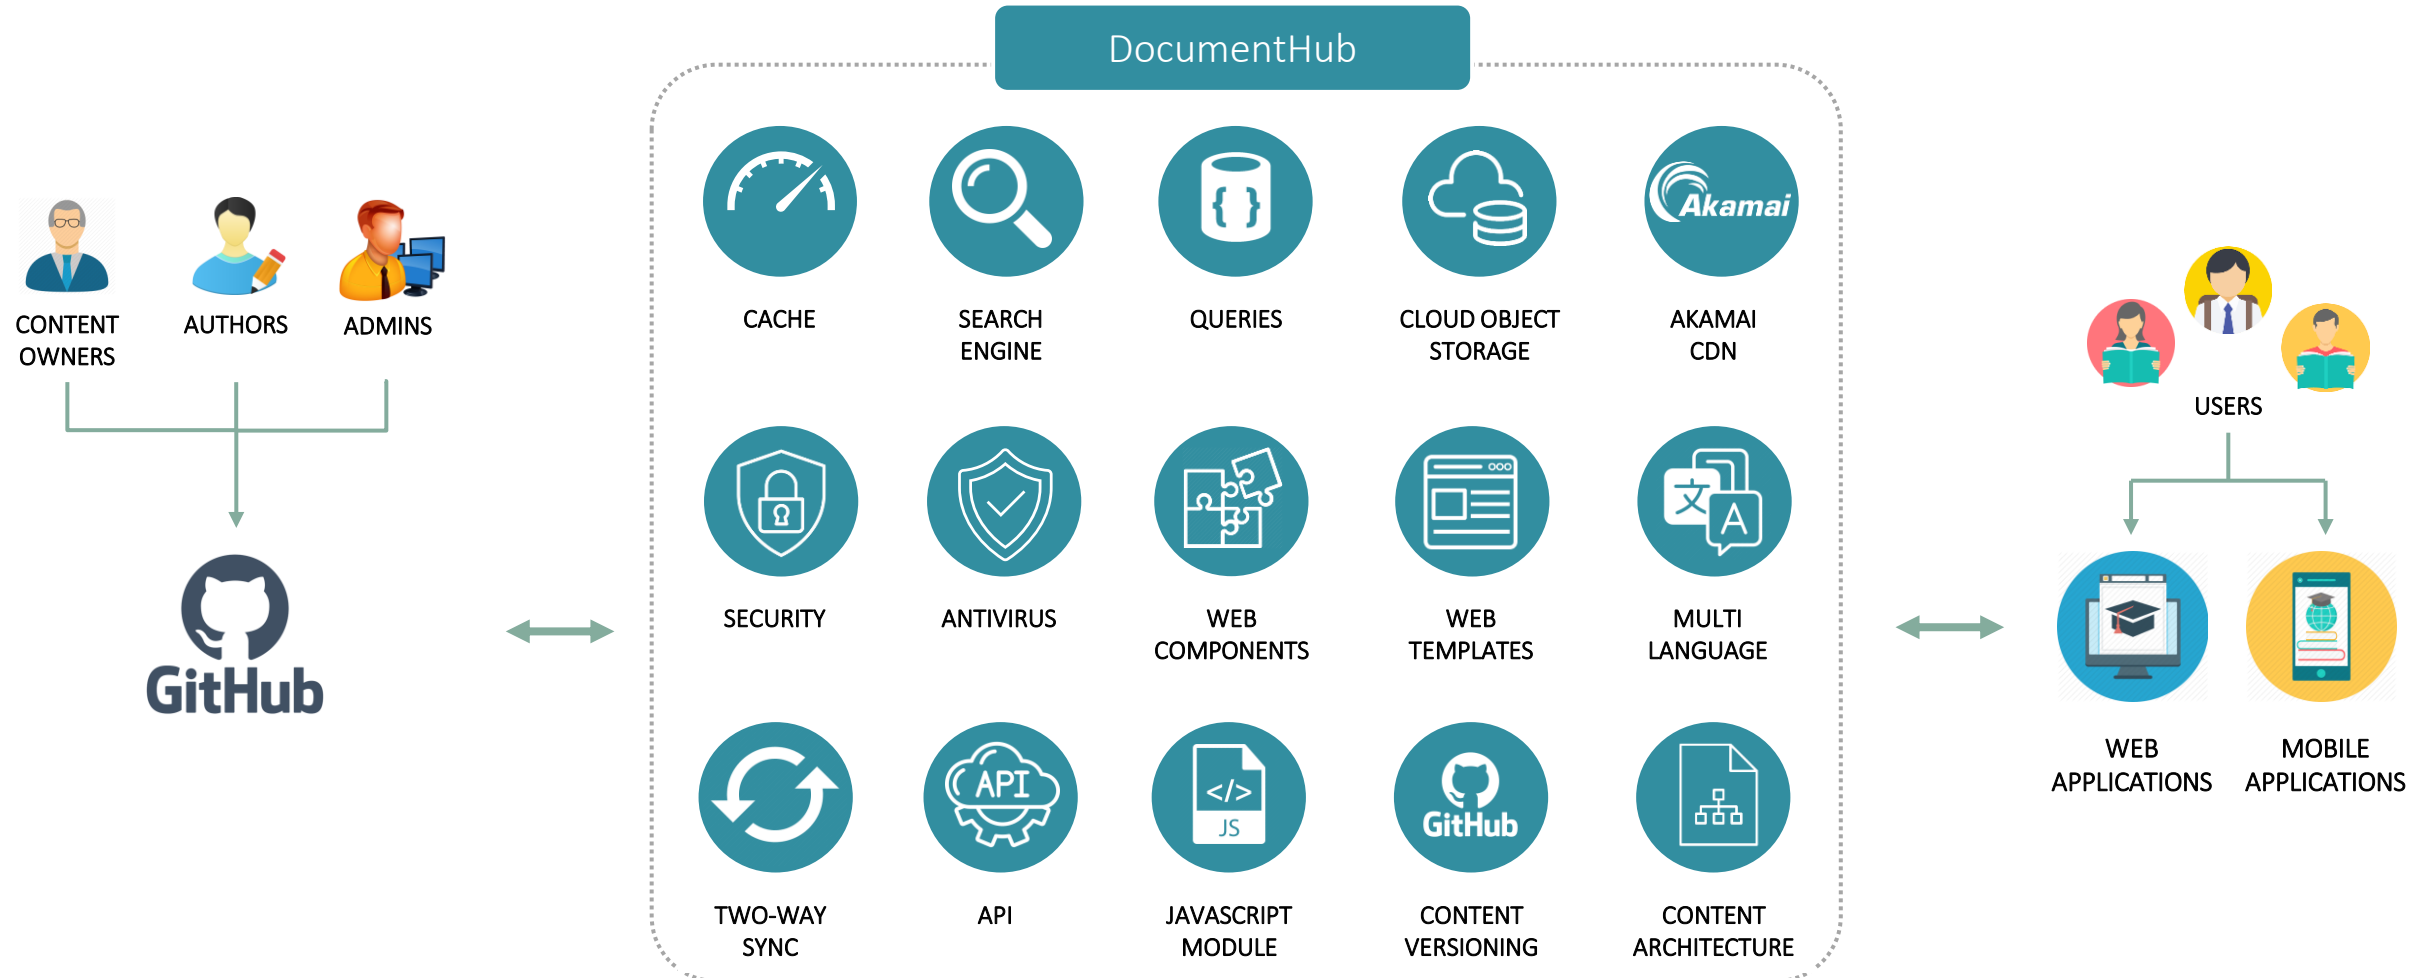 DocumentHub
CONTENT
OWNERS
AUTHORS
ADMINS
GitHub
CACHE
SEARCH
ENGINE
{ }
QUERIES
CLOUD OBJECT
STORAGE
Akamai
AKAMAI
CDN
SECURITY
ANTIVIRUS
WEB
COMPONENTS
WEB
TEMPLATES
文
A
MULTI
LANGUAGE
TWO-WAY
SYNC
API
API
</>
JS
JAVASCRIPT
MODULE
GitHub
CONTENT
VERSIONING
CONTENT
ARCHITECTURE
USERS
WEB
APPLICATIONS
MOBILE
APPLICATIONS